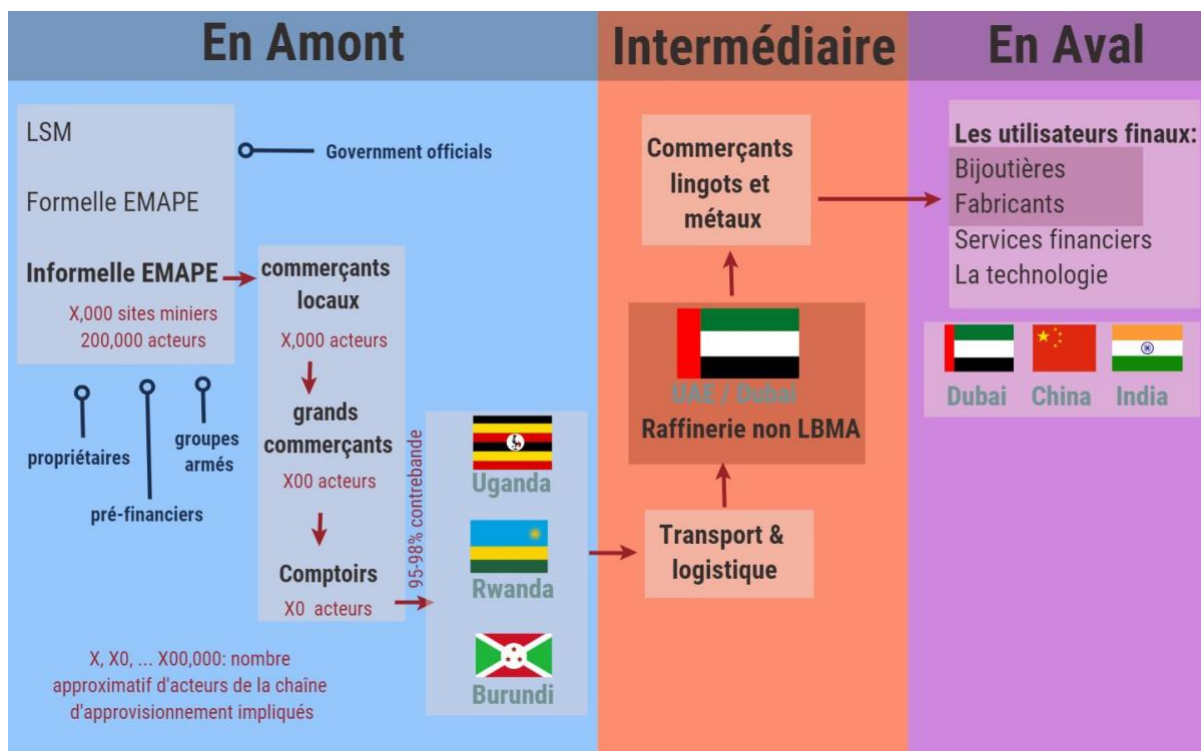 En Amont
LSM
Government officials
Formelle EMAPE
Informelle EMAPE
X,000 sites miniers
200,000 acteurs
propriétaires
pré-financiers
groupes
armés
commerçants
locaux
X,000 acteurs
grands
commerçants
X00 acteurs
Comptoirs
X0 acteurs
95-98% contrebande
Uganda
Rwanda
Burundi
X, X0, ... X00,000: nombre
approximatif d'acteurs de la chaîne
d'approvisionnement impliqués
Intermédiaire
Commerçants
lingots et
métaux
UAE / Dubai
Raffinerie non LBMA
Transport &
logistique
En Aval
Les utilisateurs finaux:
Bijoutières
Fabricants
Services financiers
La technologie
Dubai
China
India